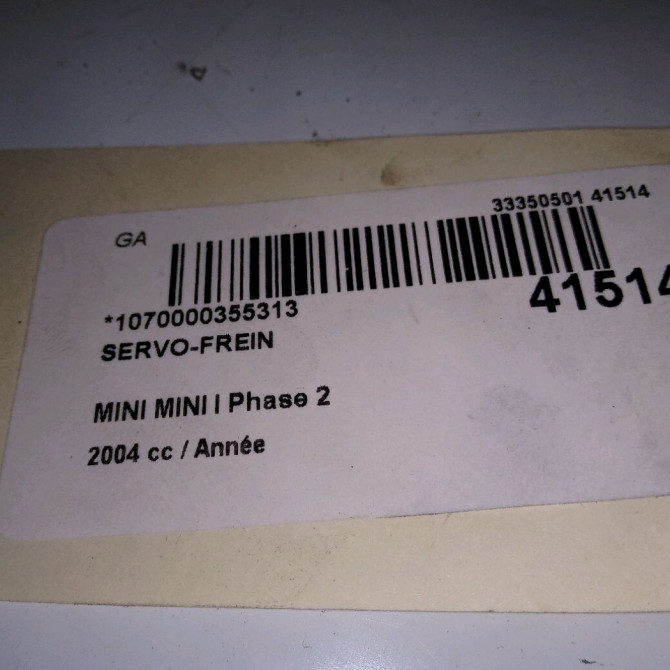 33350501 41514
GA
41514
*1070000355313
SERVO-FREIN
MINI MINI I Phase 2
2004 cc / Année